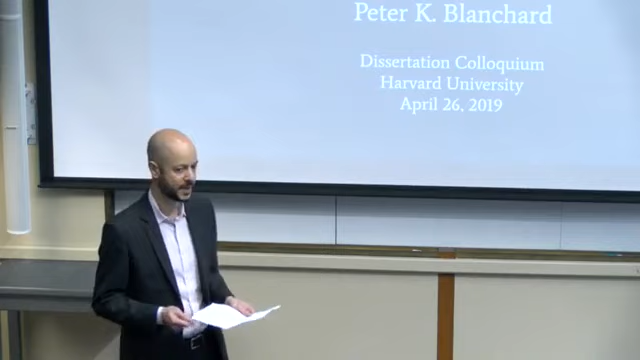 Peter K. Blanchard
Dissertation Colloquium
Harvard University
April 26, 2019